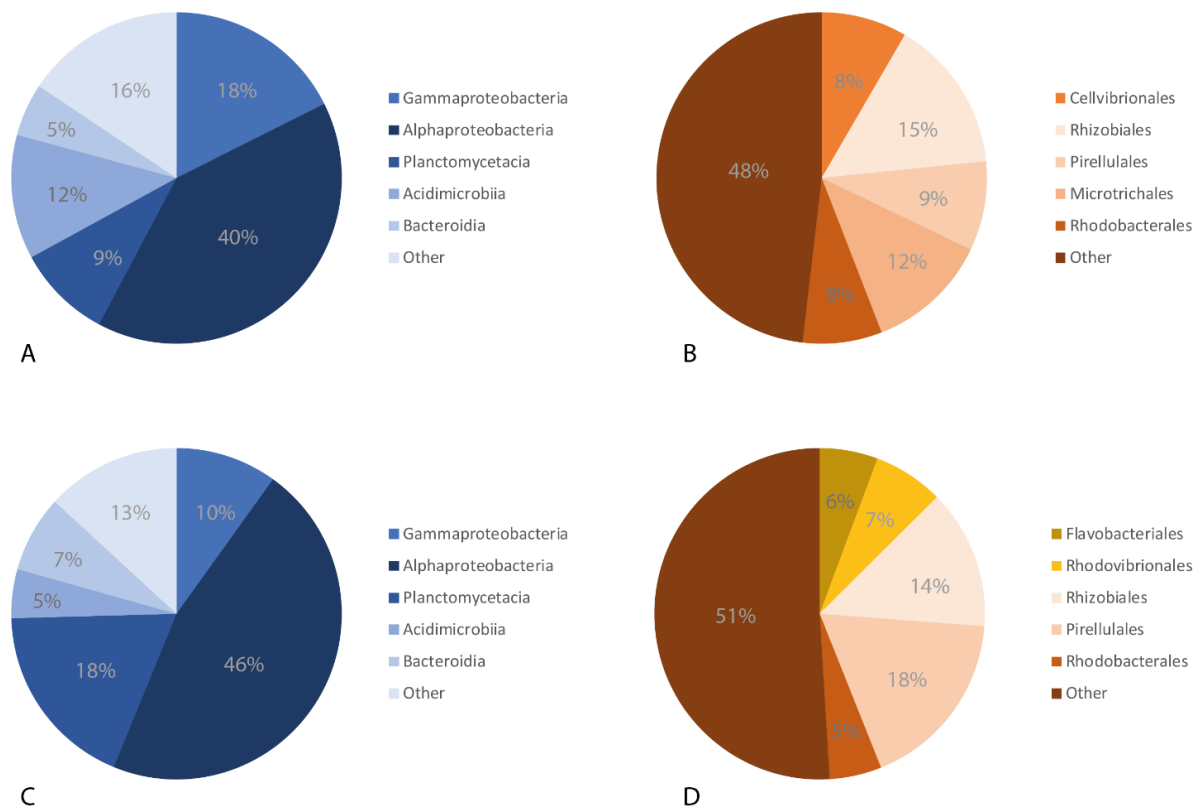 18%
40%
9%
12%
5%
16%
Gammaproteobacteria
Alphaproteobacteria
Planctomycetacia
Acidimicrobiia
Bacteroidia
Other
A
8%
15%
9%
12%
8%
48%
Cellvibrionales
Rhizobiales
Pirellulales
Microtrichales
Rhodobacterales
Other
B
10%
46%
18%
5%
7%
13%
Gammaproteobacteria
Alphaproteobacteria
Planctomycetacia
Acidimicrobiia
Bacteroidia
Other
C
6%
7%
14%
18%
5%
51%
Flavobacteriales
Rhodovibrionales
Rhizobiales
Pirellulales
Rhodobacterales
Other
D